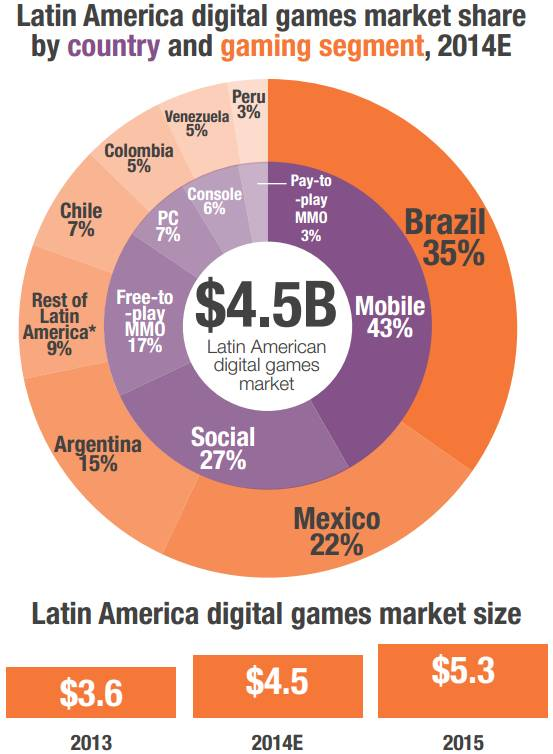 Latin America digital games market share
by country and gaming segment, 2014E
Peru
3%
Venezuela
5%
Colombia
5%
Chile
7%
Rest of
Latin
America*
9%
Argentina
15%
Mexico
22%
Brazil
35%
Pay-to
-play
MMO
3%
Console
6%
PC
7%
Free-to
-play
MMO
17%
Social
27%
Mobile
43%
$4.5B
Latin American
digital games
market
Latin America digital games market size
$3.6
$4.5
$5.3
2013
2014E
2015